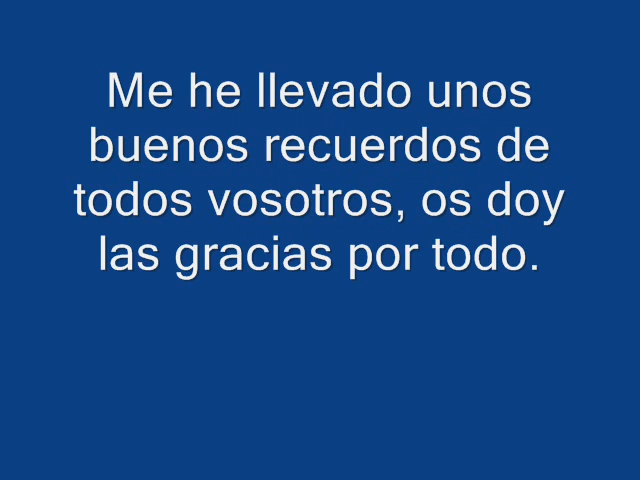 Me he llevado unos
buenos recuerdos de
todos vosotros, os doy
las gracias por todo.